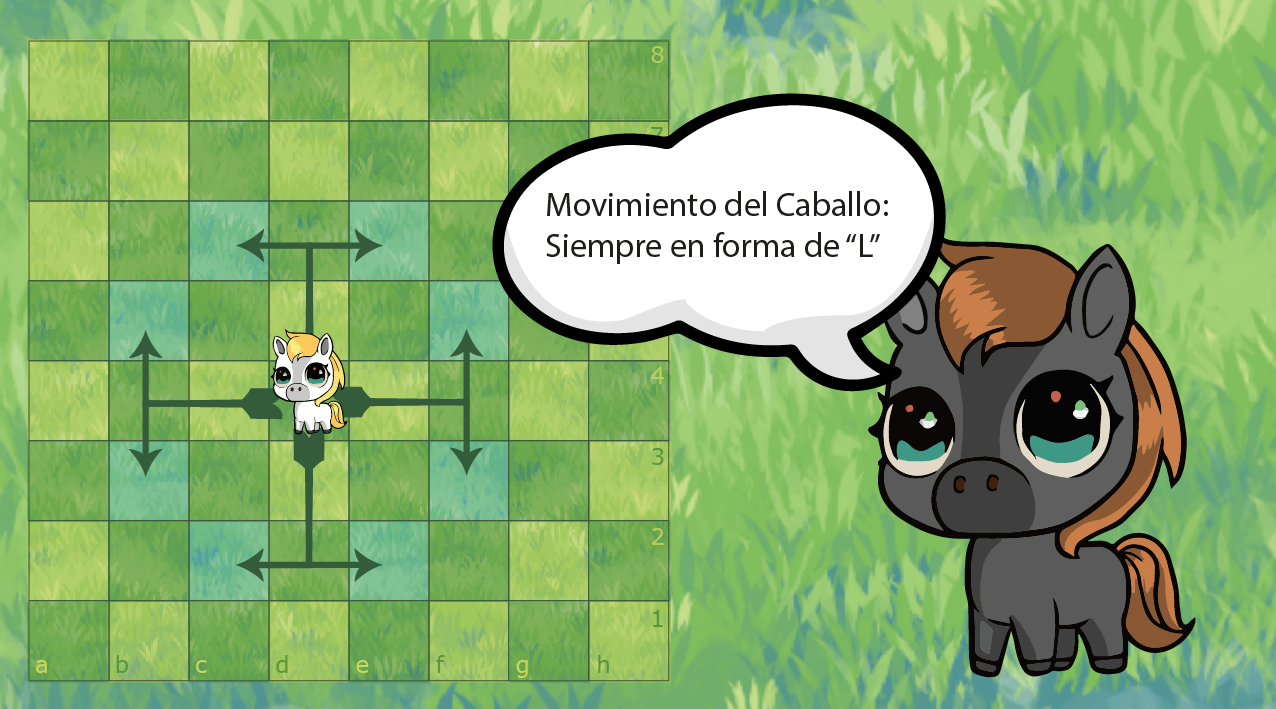 Movimiento del Caballo:
Siempre en forma de “L”
8
7
4
3
2
1
a b c d e f g h